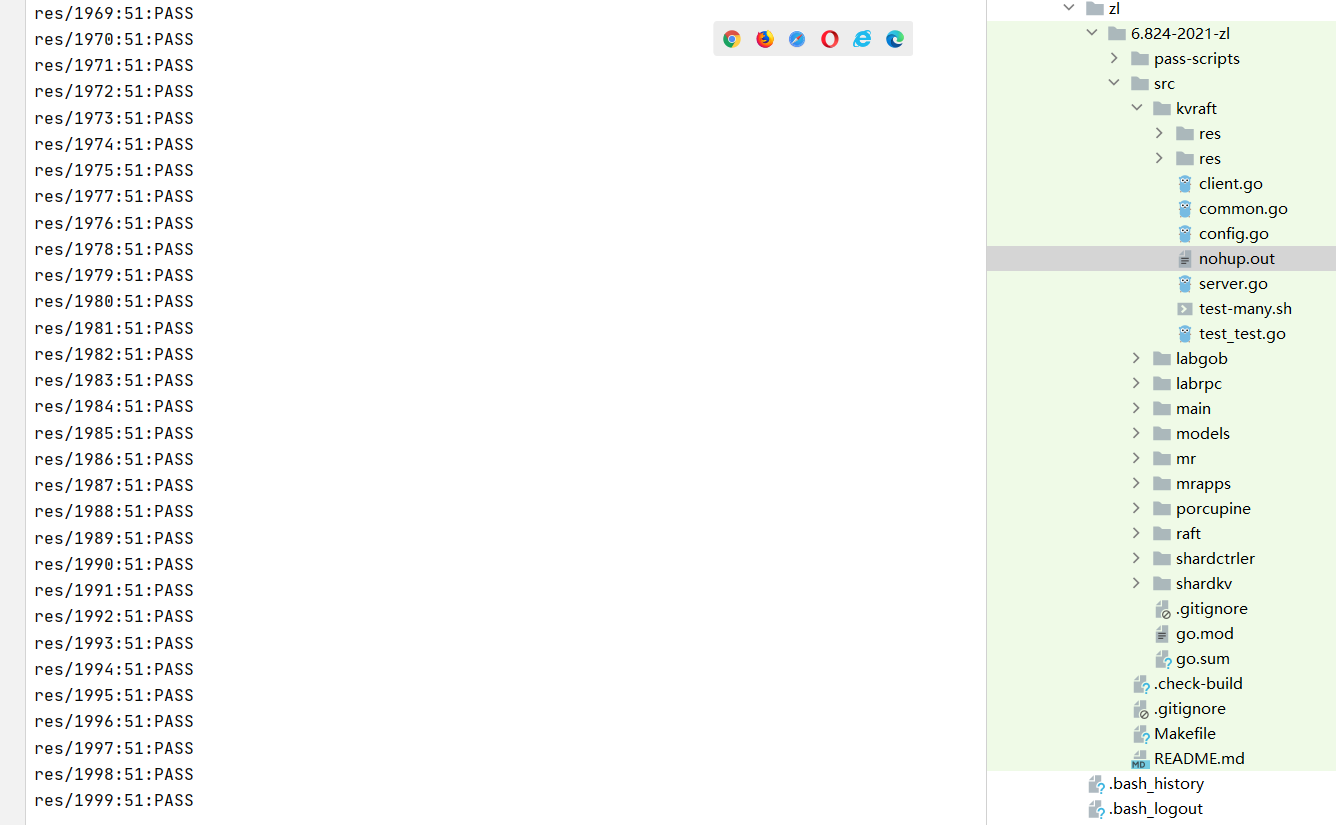 res/1969:51:PASS
res/1970:51:PASS
res/1971:51:PASS
res/1972:51:PASS
res/1973:51:PASS
res/1974:51:PASS
res/1975:51:PASS
res/1977:51:PASS
res/1976:51:PASS
res/1978:51:PASS
res/1979:51:PASS
res/1980:51:PASS
res/1981:51:PASS
res/1982:51:PASS
res/1983:51:PASS
res/1984:51:PASS
res/1985:51:PASS
res/1986:51:PASS
res/1987:51:PASS
res/1988:51:PASS
res/1989:51:PASS
res/1990:51:PASS
res/1991:51:PASS
res/1992:51:PASS
res/1993:51:PASS
res/1994:51:PASS
res/1995:51:PASS
res/1996:51:PASS
res/1997:51:PASS
res/1998:51:PASS
res/1999:51:PASS
zl
6.824-2021-zl
pass-scripts
src
kvraft
res
res
client.go
common.go
config.go
nohup.out
server.go
test-many.sh
test_test.go
labgob
labrpc
main
models
mr
mrapps
porcupine
raft
shardctrler
shardkv
.gitignore
go.mod
go.sum
.check-build
.gitignore
Makefile
MD README.md
.bash_history
.bash_logout